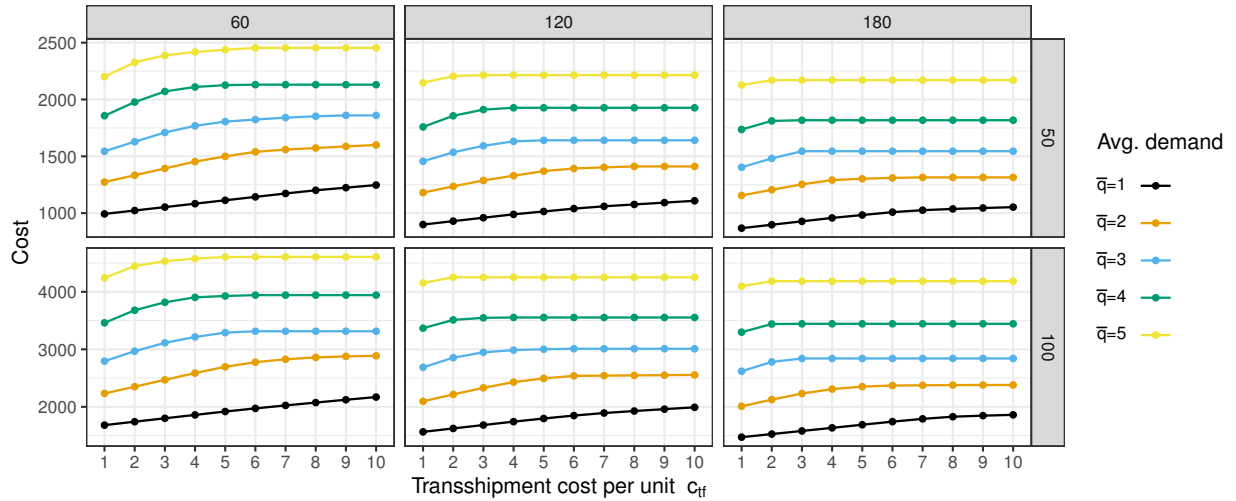 60 120 180
2500
2000
1500
1000
50
4000
3000
2000
100
Cost
1 2 3 4 5 6 7 8 9 10 1 2 3 4 5 6 7 8 9 10 1 2 3 4 5 6 7 8 9 10
Transshipment cost per unit c_tf
Avg. demand
q̅=1
q̅=2
q̅=3
q̅=4
q̅=5